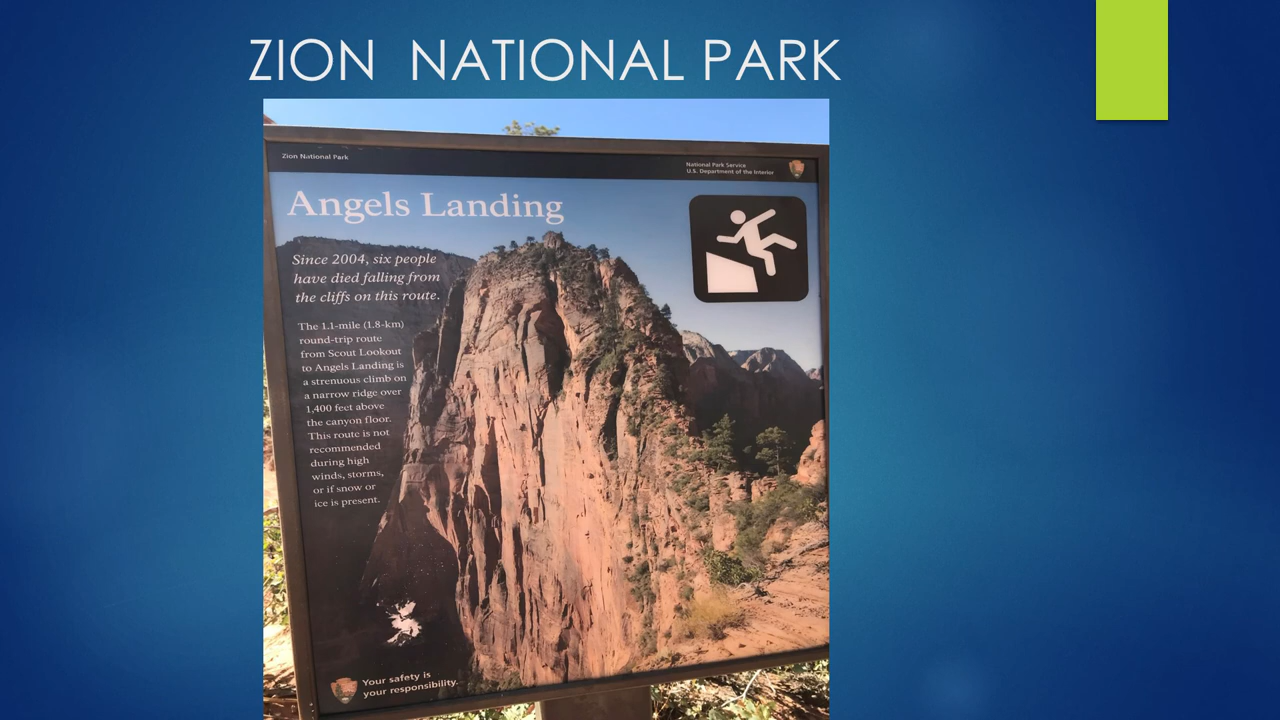 ZION NATIONAL PARK
Zion National Park
National Park Service
U.S. Department of the Interior
Angels Landing
Since 2004, six people
have died falling from
the cliffs on this route.
The 1.1-mile (1.8-km)
round-trip route
from Scout Lookout
to Angels Landing is
a strenuous climb on
a narrow ridge over
1,400 feet above
the canyon floor.
This route is not
recommended
during high
winds, storms,
or if snow or
ice is present.
Your safety is
your responsibility.